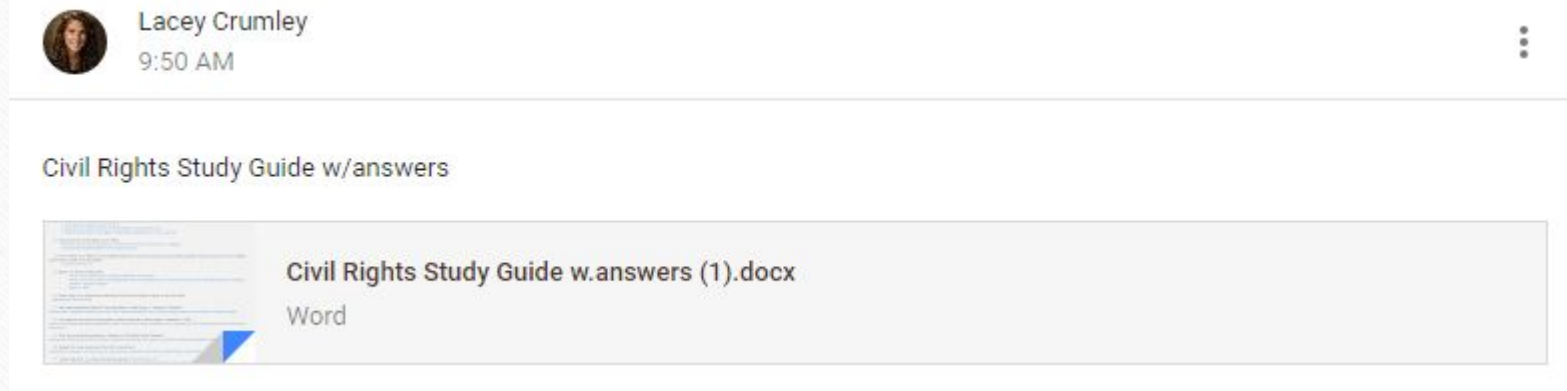 Lacey Crumley
9:50 AM
Civil Rights Study Guide w/answers
Civil Rights Study Guide w.answers (1).docx
Word